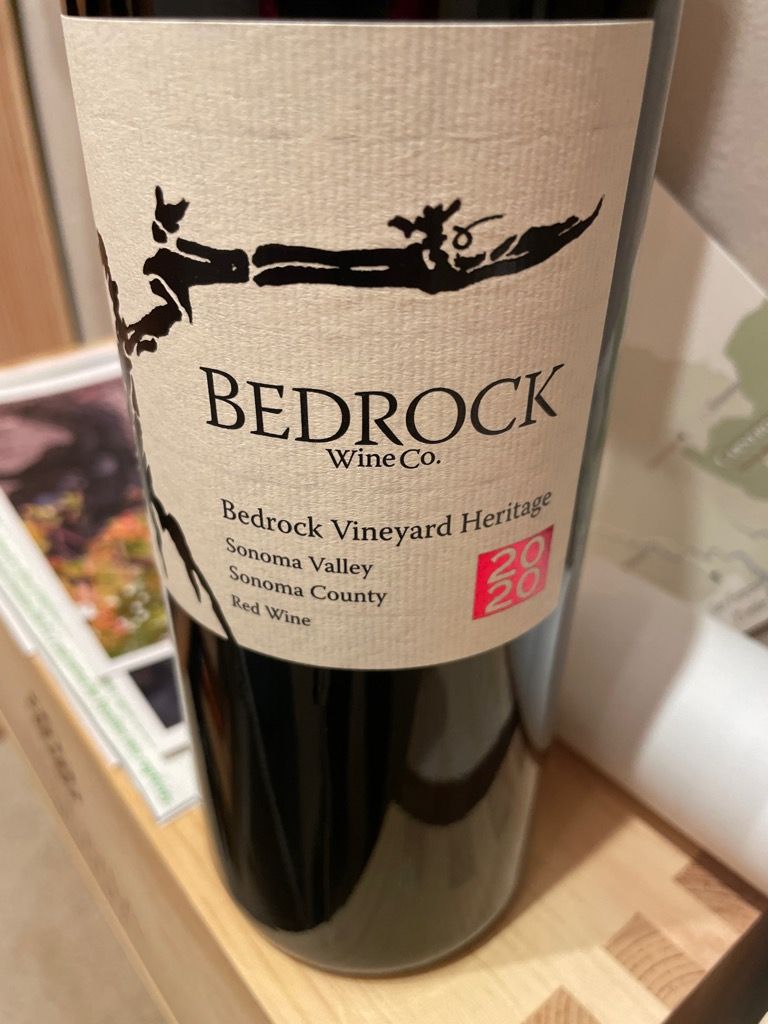 BEDROCK
Wine Co.
Bedrock Vineyard Heritage
Sonoma Valley
Sonoma County
Red Wine
20
20